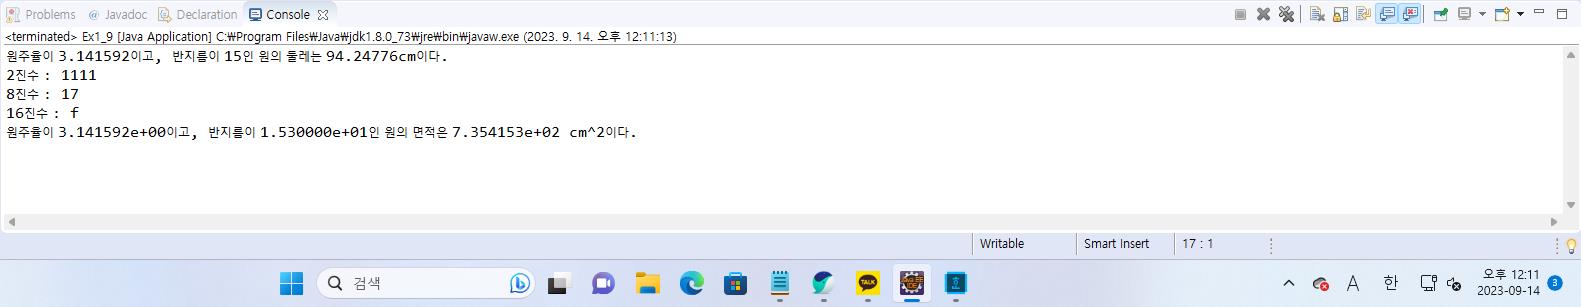 Problems @ Javadoc Declaration Console
<terminated> Ex1_9 [Java Application] C:₩Program Files₩Java₩jdk1.8.0_73₩jre₩bin₩javaw.exe (2023. 9. 14. 오후 12:11:13)
원주율이 3.141592이고, 반지름이 15인 원의 둘레는 94.24776cm이다.
2진수 : 1111
8진수 : 17
16진수 : f
원주율이 3.141592e+00이고, 반지름이 1.530000e+01인 원의 면적은 7.354153e+02 cm^2이다.
Writable Smart Insert 17 : 1
검색 TALK Java EE IDE A 한 오후 12:11
2023-09-14 3